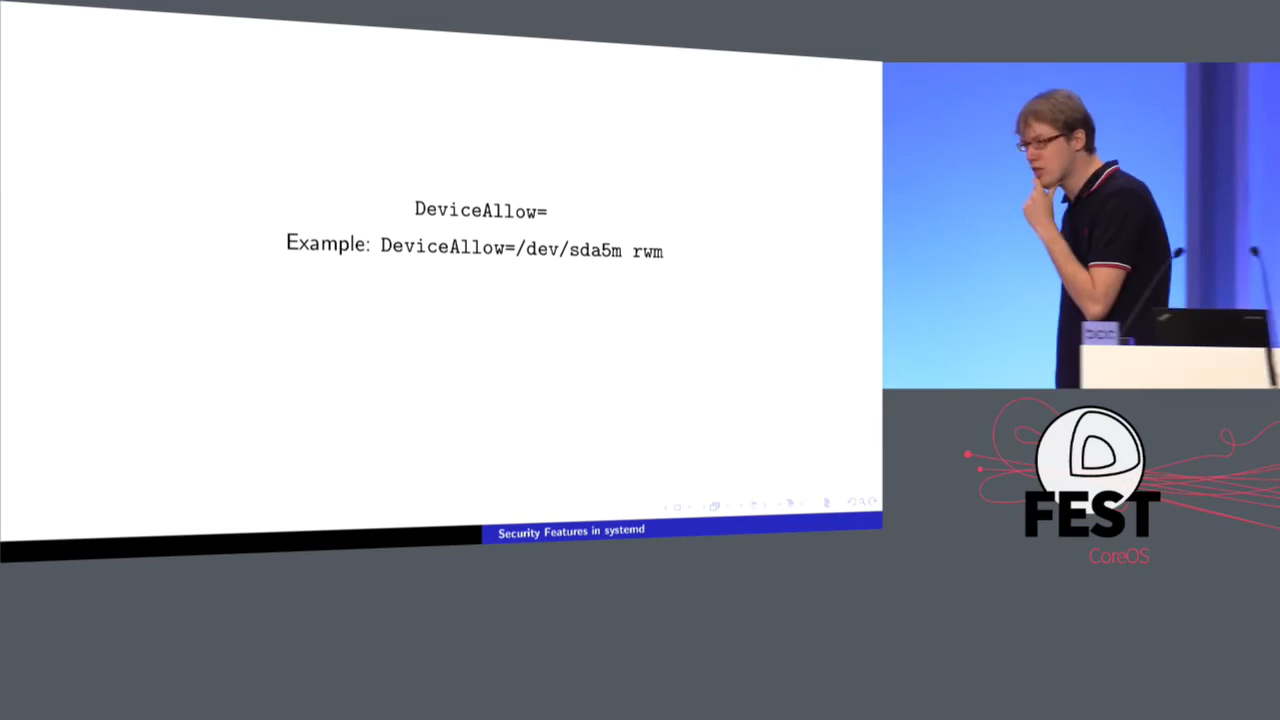 DeviceAllow=
Example: DeviceAllow=/dev/sda5m rwm
Security Features in systemd
FEST
CoreOS